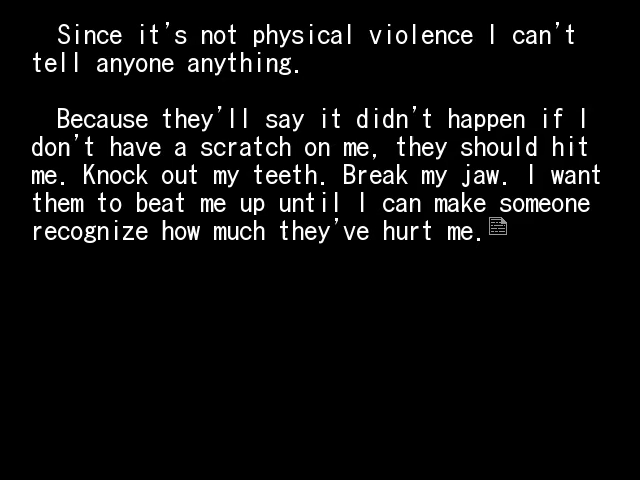 Since it's not physical violence I can't
tell anyone anything.
Because they'll say it didn't happen if I
don't have a scratch on me, they should hit
me. Knock out my teeth. Break my jaw. I want
them to beat me up until I can make someone
recognize how much they've hurt me.